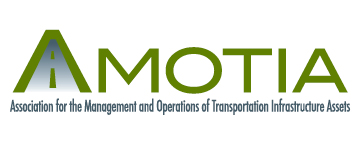 AMOTIA
Association for the Management and Operations of Transportation Infrastructure Assets